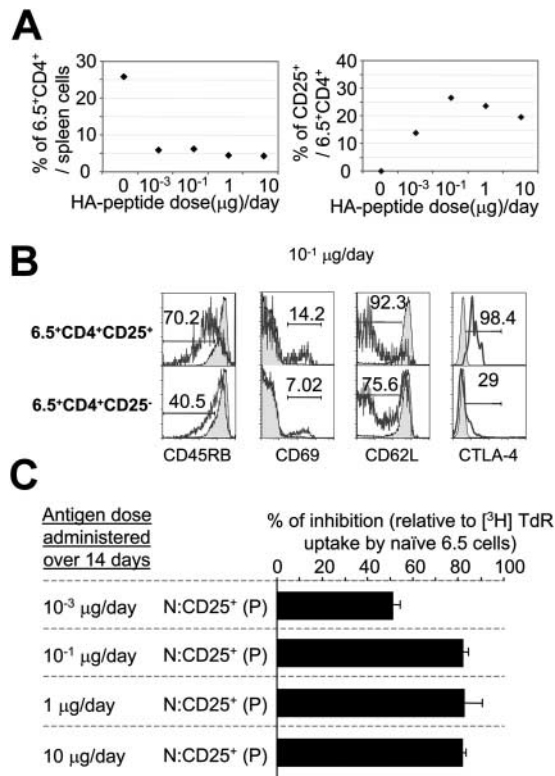 A
% of 6.5⁺CD4⁺
/ spleen cells
30
20
10
0
0 10⁻³ 10⁻¹ 1 10
HA-peptide dose(μg)/day
% of CD25⁺
/ 6.5⁺CD4⁺
40
30
20
10
0
0 10⁻³ 10⁻¹ 1 10
HA-peptide dose(μg)/day
B
10⁻¹ μg/day
6.5⁺CD4⁺CD25⁺
70.2
14.2
92.3
98.4
6.5⁺CD4⁺CD25⁻
40.5
7.02
75.6
29
CD45RB
CD69
CD62L
CTLA-4
C
Antigen dose
administered
over 14 days
% of inhibition (relative to [³H] TdR
uptake by naïve 6.5 cells)
0 20 40 60 80 100
10⁻³ μg/day N:CD25⁺ (P)
10⁻¹ μg/day N:CD25⁺ (P)
1 μg/day N:CD25⁺ (P)
10 μg/day N:CD25⁺ (P)